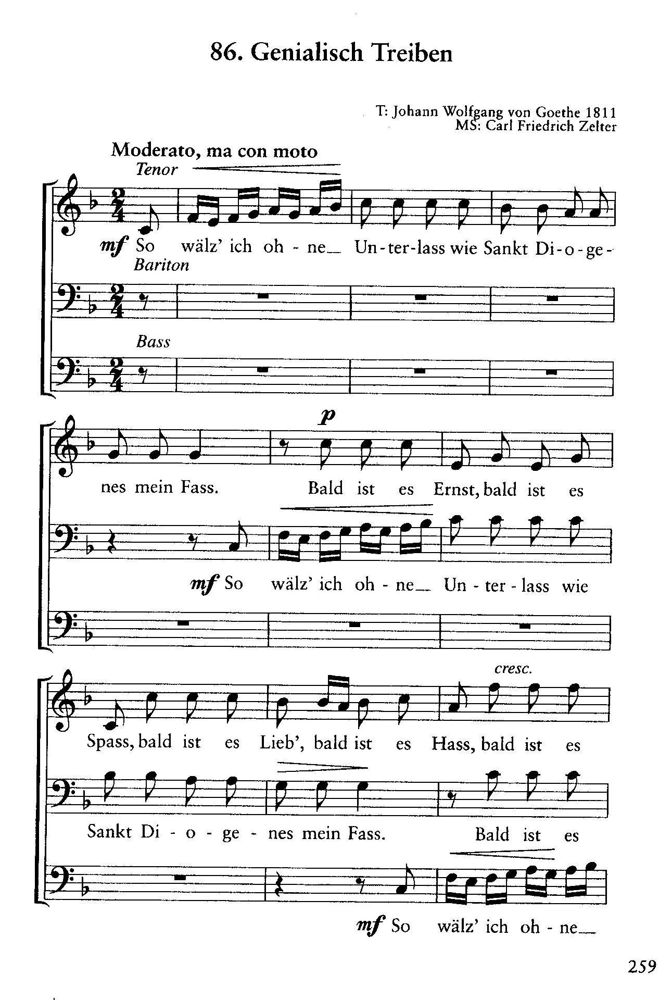 86. Genialisch Treiben
T: Johann Wolfgang von Goethe 1811
MS: Carl Friedrich Zelter
Moderato, ma con moto
Tenor
mf So wälz’ ich oh - ne_ Un-ter-lass wie Sankt Di-o-ge-
Bariton
Bass
p
nes mein Fass. Bald ist es Ernst, bald ist es
mf So wälz’ ich oh - ne_ Un - ter - lass wie
cresc.
Spass, bald ist es Lieb’, bald ist es Hass, bald ist es
Sankt Di - o - ge - nes mein Fass. Bald ist es
mf So wälz’ ich oh - ne_
259